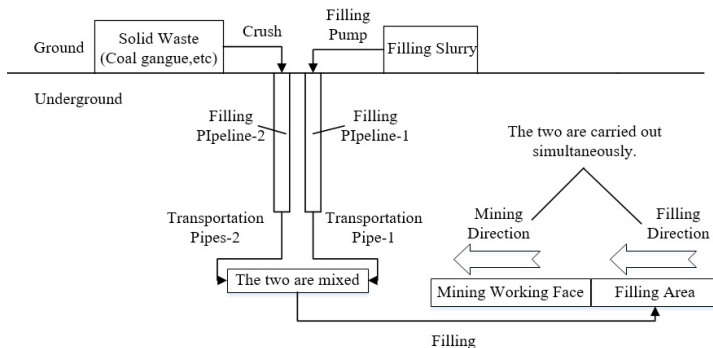 Ground
Solid Waste
(Coal gangue,etc)
Crush
Filling
Pump
Filling Slurry
Underground
Filling
PIpeline-2
Filling
PIpeline-1
The two are carried out
simultaneously.
Transportation
Pipes-2
Transportation
Pipe-1
Mining
Direction
Filling
Direction
The two are mixed
Mining Working Face
Filling Area
Filling